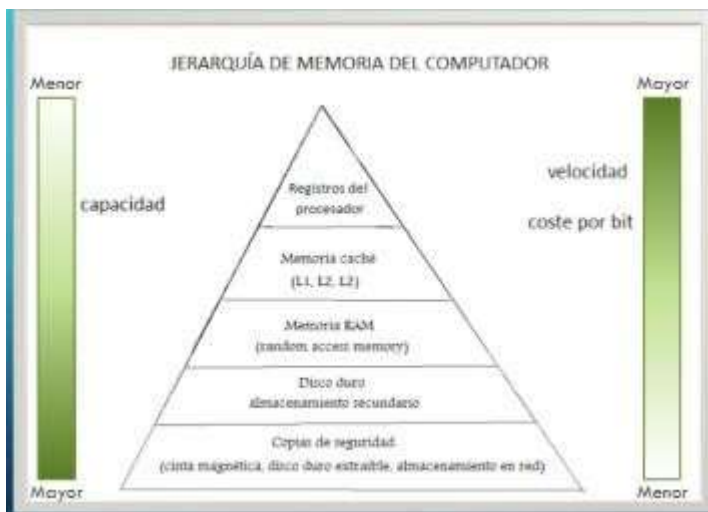 JERARQUÍA DE MEMORIA DEL COMPUTADOR
Menor
Mayor
capacidad
velocidad
coste por bit
Registros del
procesador
Memoria caché
(L1, L2, L2)
Memoria RAM
(random access memory)
Disco duro
almacenamiento secundario
Copias de seguridad
(cinta magnética, disco duro extraible, almacenamiento en red)
Mayor
Menor